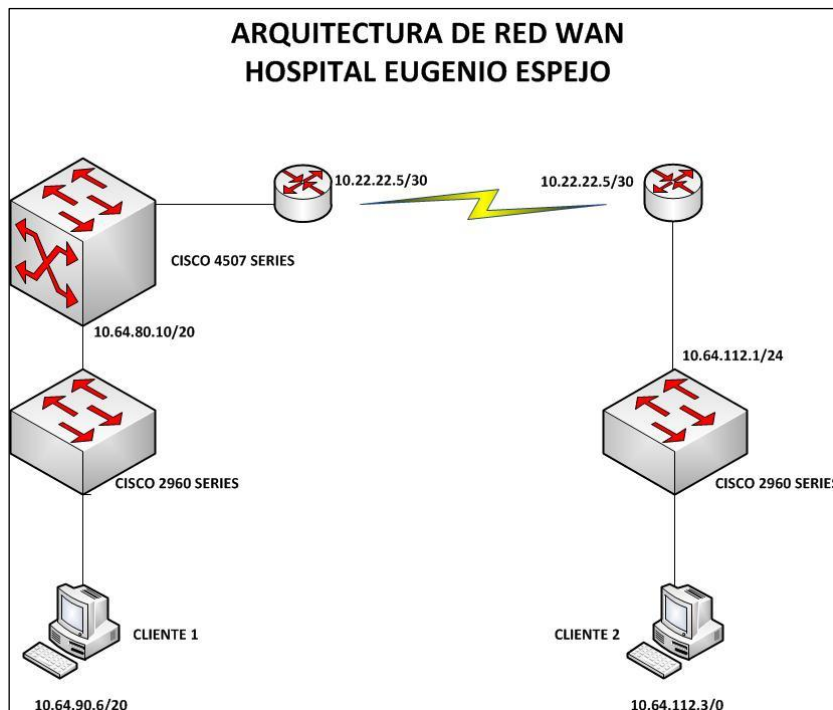 ARQUITECTURA DE RED WAN
HOSPITAL EUGENIO ESPEJO
10.22.22.5/30
10.22.22.5/30
CISCO 4507 SERIES
10.64.80.10/20
10.64.112.1/24
CISCO 2960 SERIES
CISCO 2960 SERIES
CLIENTE 1
CLIENTE 2
10.64.90.6/20
10.64.112.3/0